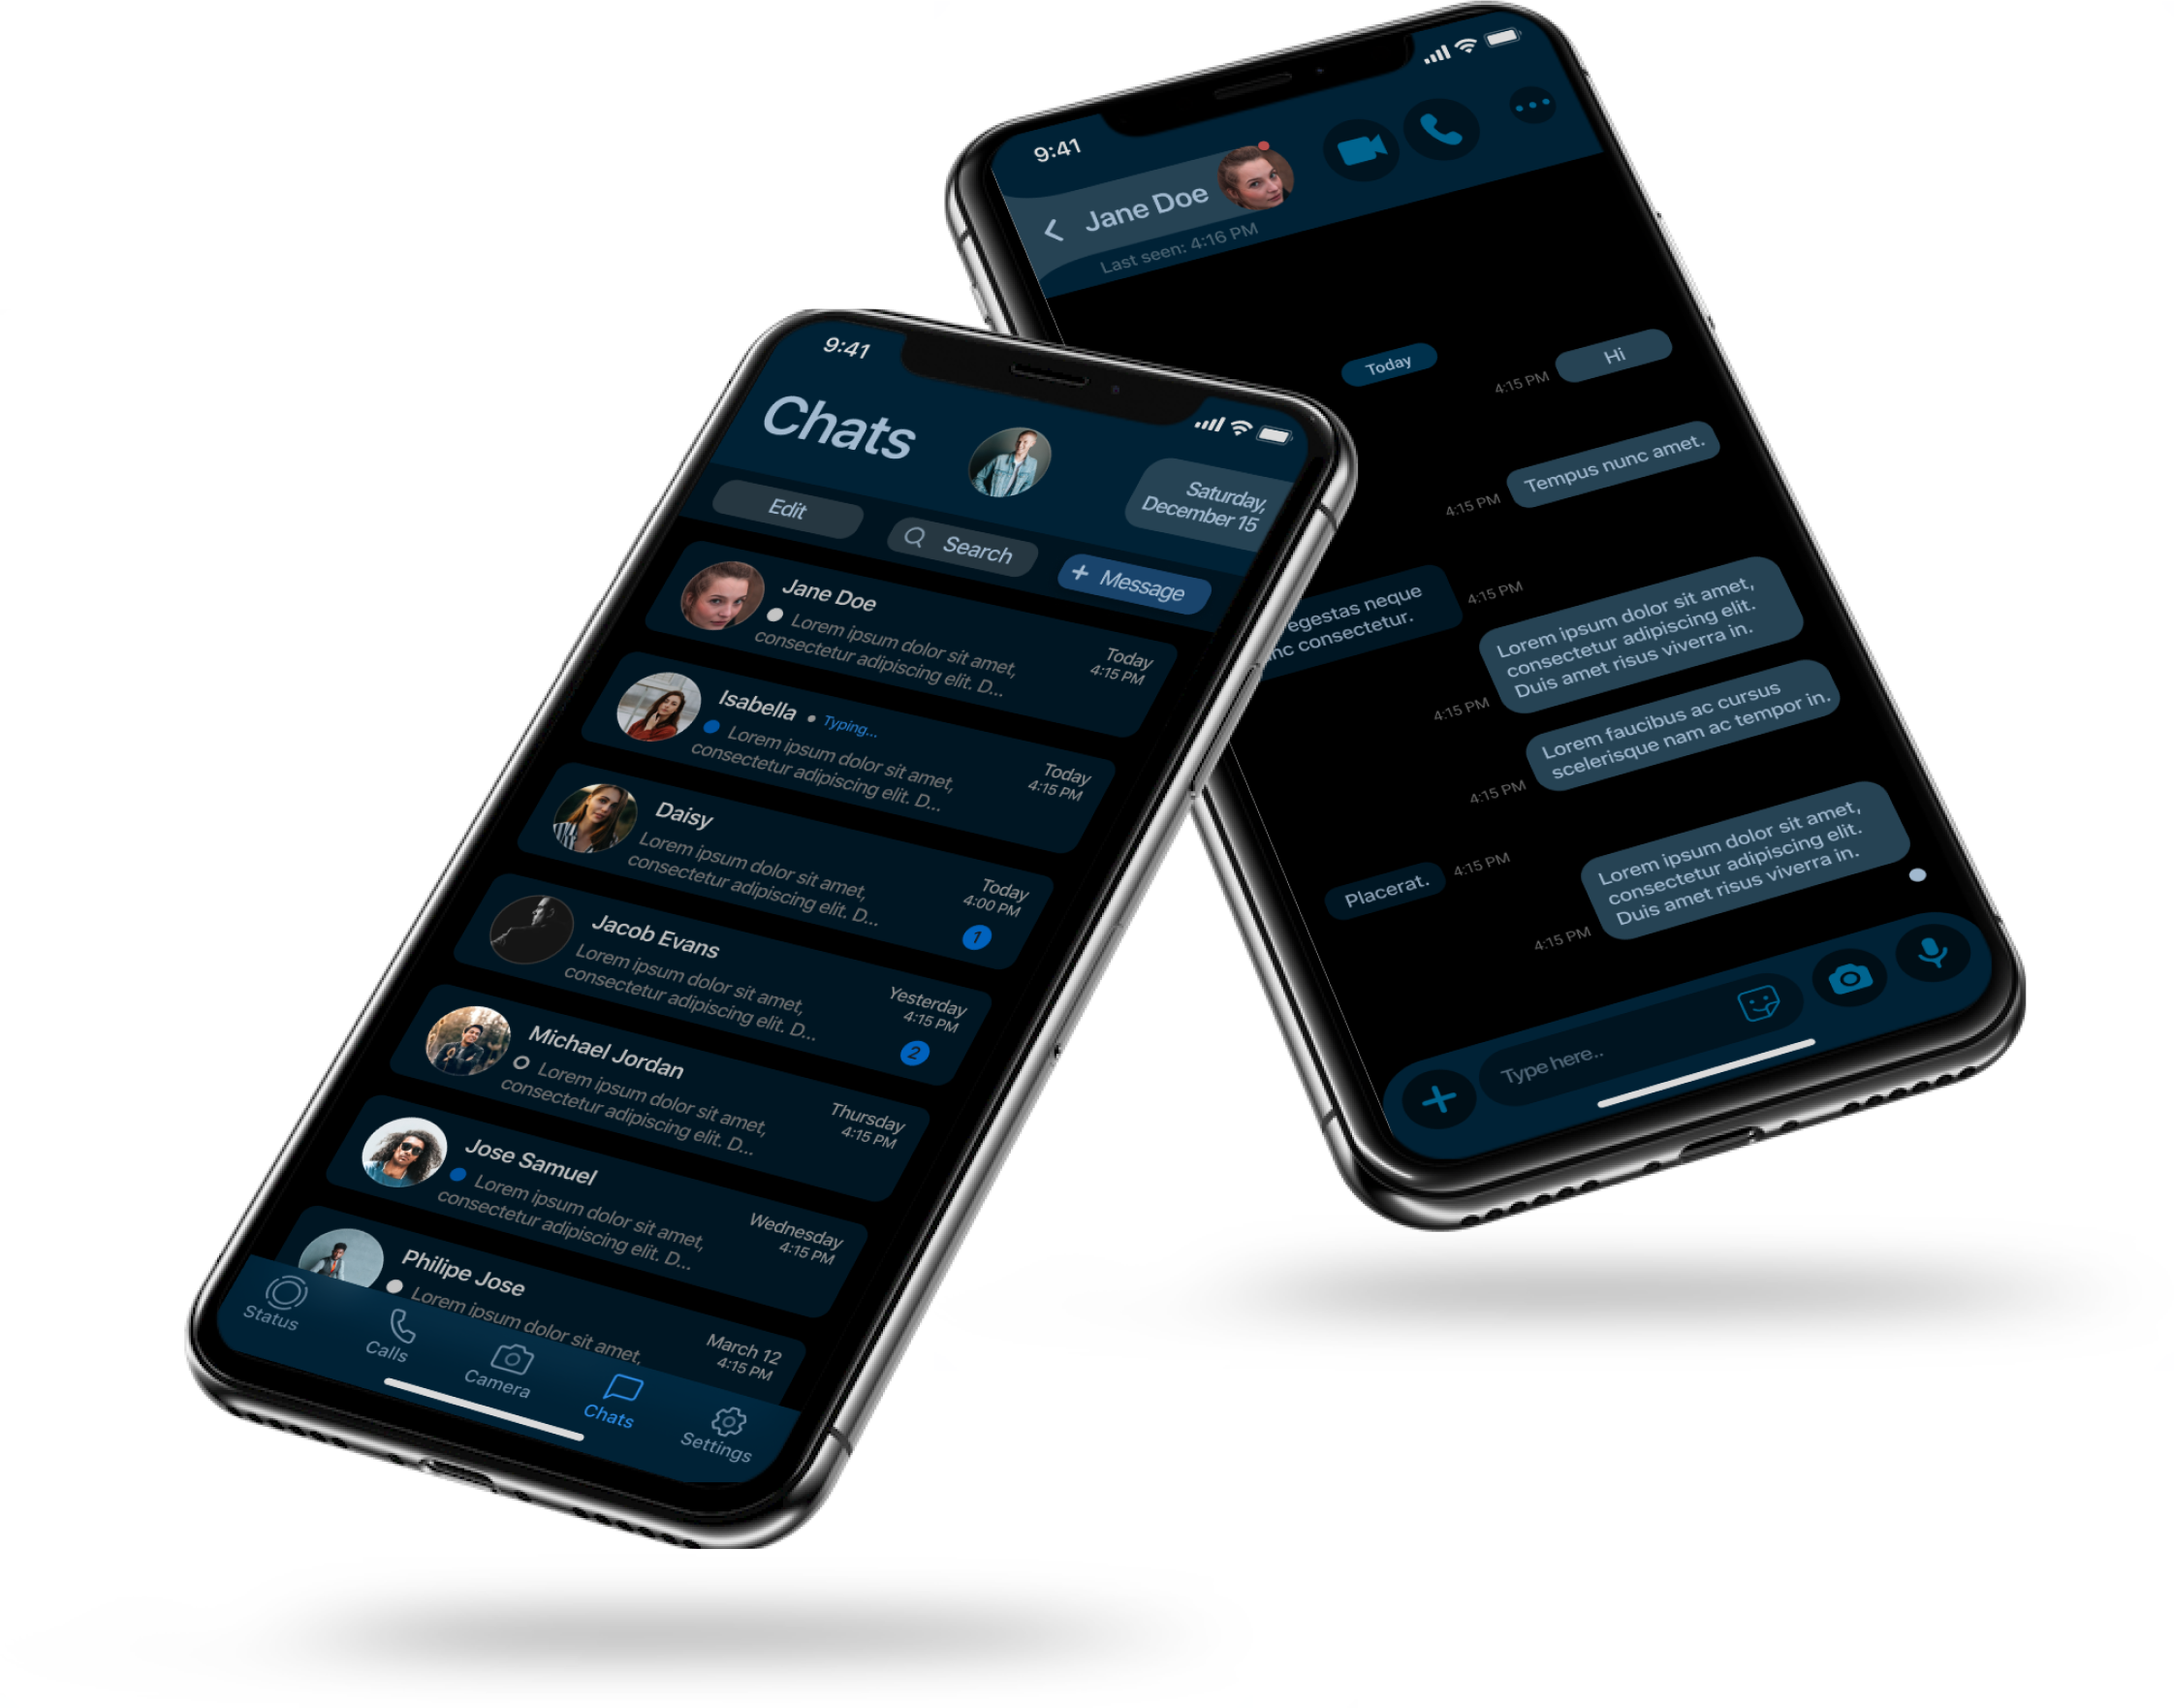 9:41
Chats
Saturday,
December 15
Edit
Search
+ Message
Jane Doe
Lorem ipsum dolor sit amet,
consectetur adipiscing elit. D...
Today
4:15 PM
Isabella • Typing...
Lorem ipsum dolor sit amet,
consectetur adipiscing elit. D...
Today
4:15 PM
Daisy
Lorem ipsum dolor sit amet,
consectetur adipiscing elit. D...
Today
4:00 PM
1
Jacob Evans
Lorem ipsum dolor sit amet,
consectetur adipiscing elit. D...
Yesterday
4:15 PM
2
Michael Jordan
Lorem ipsum dolor sit amet,
consectetur adipiscing elit. D...
Thursday
4:15 PM
Jose Samuel
Lorem ipsum dolor sit amet,
consectetur adipiscing elit. D...
Wednesday
4:15 PM
Philipe Jose
Lorem ipsum dolor sit amet,
March 12
4:15 PM
Status
Calls
Camera
Chats
Settings
9:41
Jane Doe
Last seen: 4:16 PM
Today
Hi
4:15 PM
Tempus nunc amet.
4:15 PM
egestas neque
consectetur.
4:15 PM
Lorem ipsum dolor sit amet,
consectetur adipiscing elit.
Duis amet risus viverra in.
4:15 PM
Lorem faucibus ac cursus
scelerisque nam ac tempor in.
4:15 PM
Placerat.
4:15 PM
Lorem ipsum dolor sit amet,
consectetur adipiscing elit.
Duis amet risus viverra in.
4:15 PM
Type here..